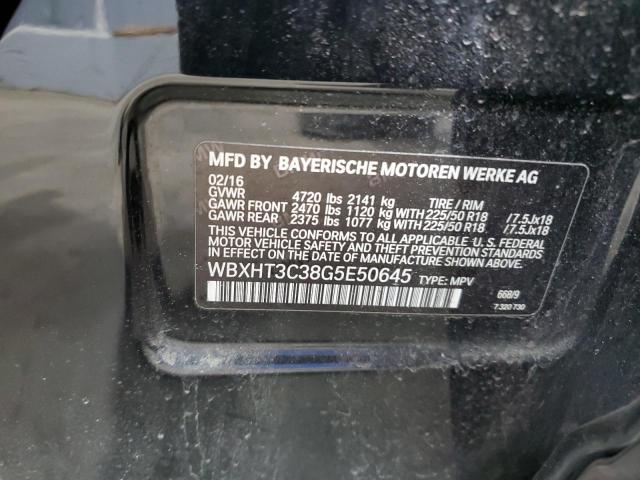 MFD BY BAYERISCHE MOTOREN WERKE AG
02/16
GVWR 4720 lbs 2141 kg TIRE / RIM
GAWR FRONT 2470 lbs 1120 kg WITH 225/50 R18 /7.5Jx18
GAWR REAR 2375 lbs 1077 kg WITH 225/50 R18 /7.5Jx18
THIS VEHICLE CONFORMS TO ALL APPLICABLE U.S. FEDERAL
MOTOR VEHICLE SAFETY AND THEFT PREVENTION STANDARDS
IN EFFECT ON THE DATE OF MANUFACTURE SHOWN ABOVE.
WBXHT3C38G5E50645 TYPE: MPV
668/9
7 320 730